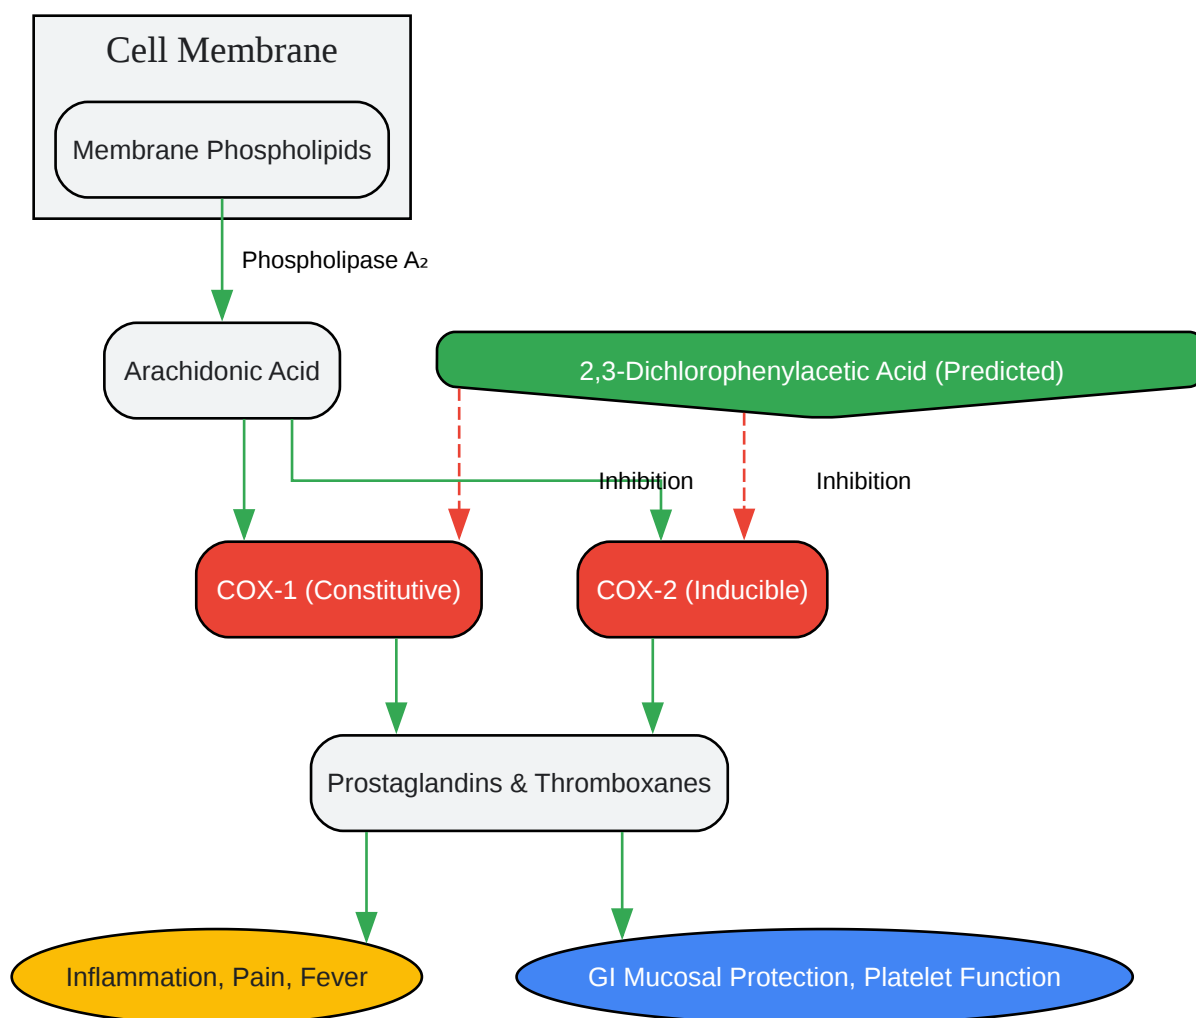 Cell Membrane
Membrane Phospholipids
Phospholipase A₂
Arachidonic Acid
2,3-Dichlorophenylacetic Acid (Predicted)
Inhibition
Inhibition
COX-1 (Constitutive)
COX-2 (Inducible)
Prostaglandins & Thromboxanes
Inflammation, Pain, Fever
GI Mucosal Protection, Platelet Function